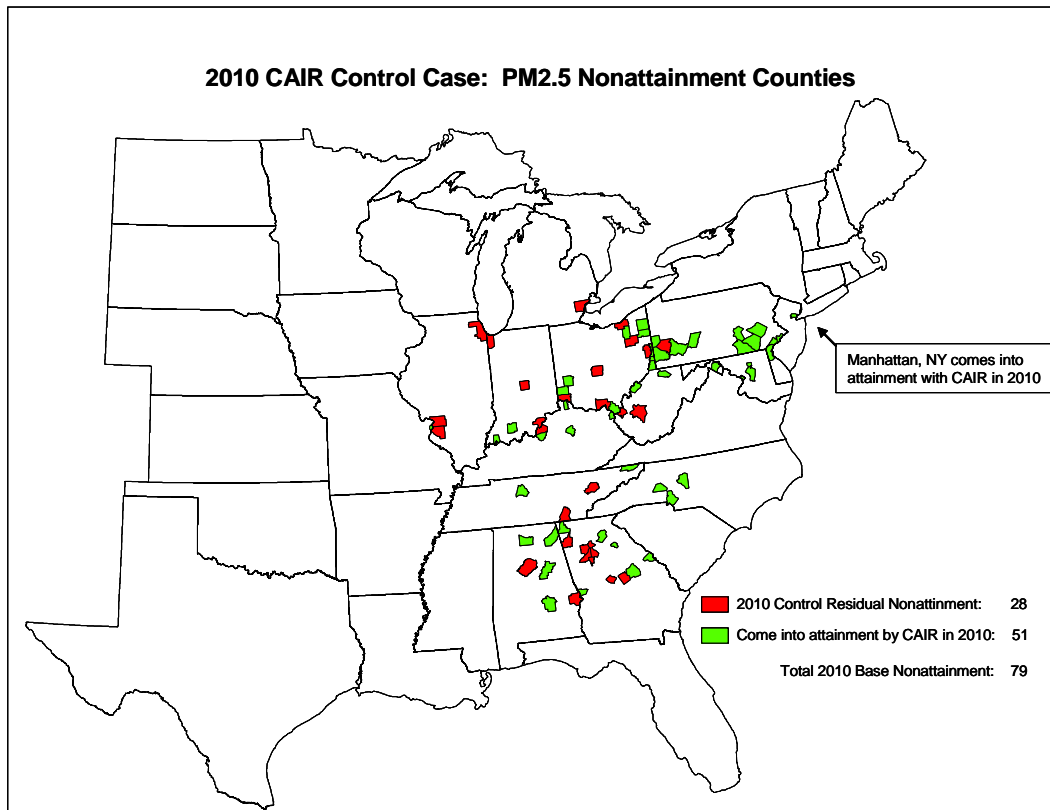 2010 CAIR Control Case: PM2.5 Nonattainment Counties
Manhattan, NY comes into
attainment with CAIR in 2010
2010 Control Residual Nonattinment: 28
Come into attainment by CAIR in 2010: 51
Total 2010 Base Nonattainment: 79